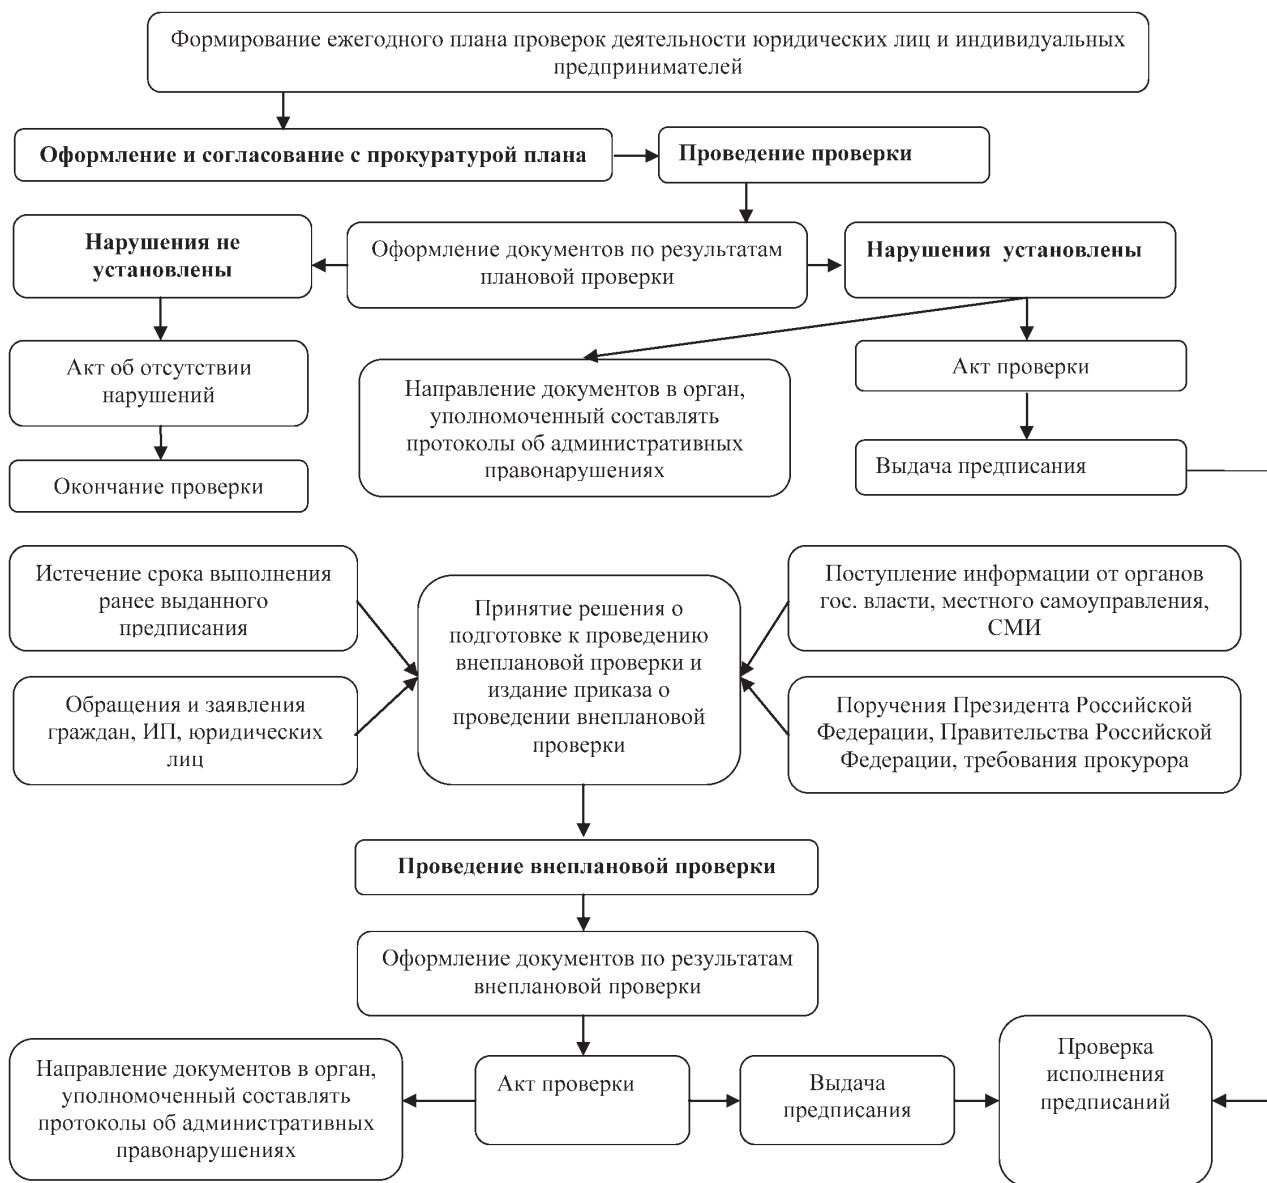 Формирование ежегодного плана проверок деятельности юридических лиц и индивидуальных
предпринимателей
Оформление и согласование с прокуратурой плана
Проведение проверки
Нарушения не
установлены
Оформление документов по результатам
плановой проверки
Нарушения установлены
Акт об отсутствии
нарушений
Направление документов в орган,
уполномоченный составлять
протоколы об административных
правонарушениях
Акт проверки
Окончание проверки
Выдача предписания
Истечение срока выполнения
ранее выданного
предписания
Принятие решения о
подготовке к проведению
внеплановой проверки и
издание приказа о
проведении внеплановой
проверки
Поступление информации от органов
гос. власти, местного самоуправления,
СМИ
Обращения и заявления
граждан, ИП, юридических
лиц
Поручения Президента Российской
Федерации, Правительства Российской
Федерации, требования прокурора
Проведение внеплановой проверки
Оформление документов по результатам
внеплановой проверки
Направление документов в орган,
уполномоченный составлять
протоколы об административных
правонарушениях
Акт проверки
Выдача
предписания
Проверка
исполнения
предписаний